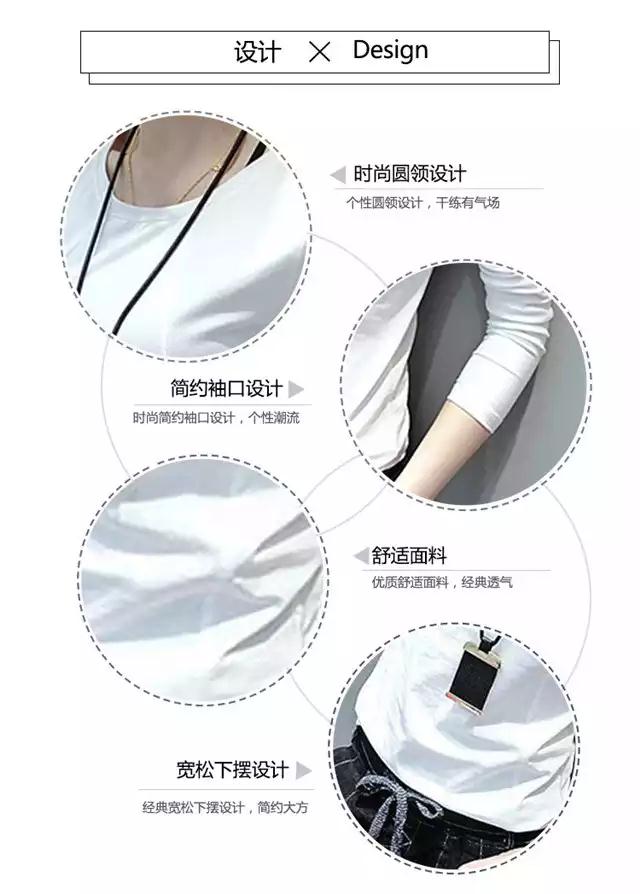 设计 × Design
时尚圆领设计
个性圆领设计，干练有气场
简约袖口设计
时尚简约袖口设计，个性潮流
舒适面料
优质舒适面料，经典透气
宽松下摆设计
经典宽松下摆设计，简约大方